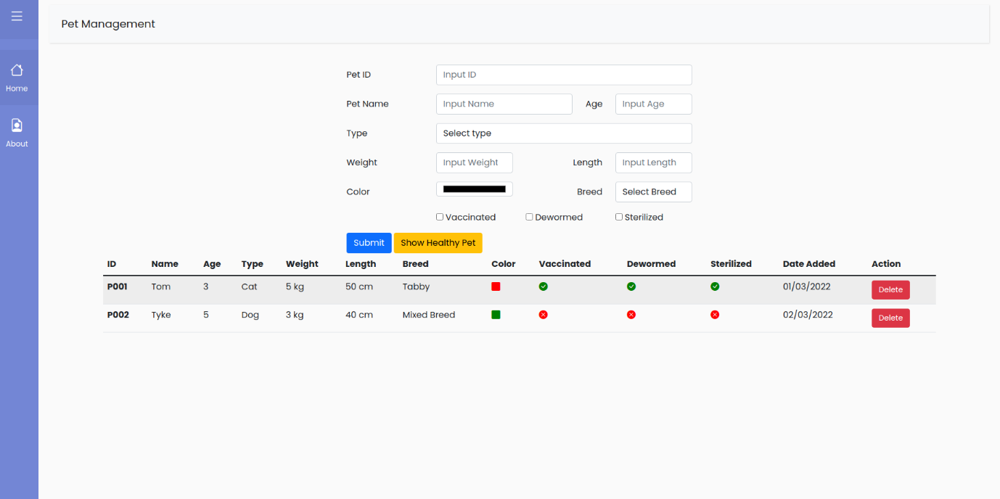 Pet Management
Home
About
Pet ID Input ID
Pet Name Input Name Age Input Age
Type Select type
Weight Input Weight Length Input Length
Color Breed Select Breed
Vaccinated Dewormed Sterilized
Submit Show Healthy Pet
ID Name Age Type Weight Length Breed Color Vaccinated Dewormed Sterilized Date Added Action
P001 Tom 3 Cat 5 kg 50 cm Tabby 01/03/2022 Delete
P002 Tyke 5 Dog 3 kg 40 cm Mixed Breed 02/03/2022 Delete